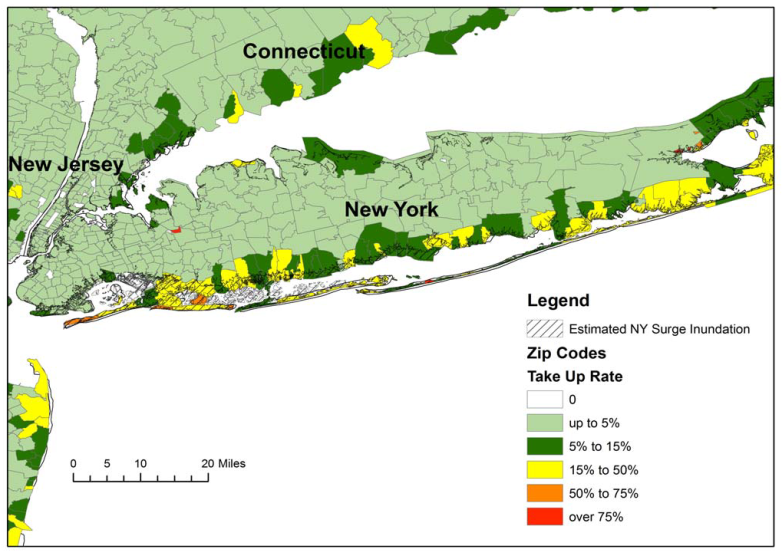 Connecticut
New Jersey
New York
Legend
Estimated NY Surge Inundation
Zip Codes
Take Up Rate
0
up to 5%
5% to 15%
15% to 50%
50% to 75%
over 75%
0 5 10 20 Miles